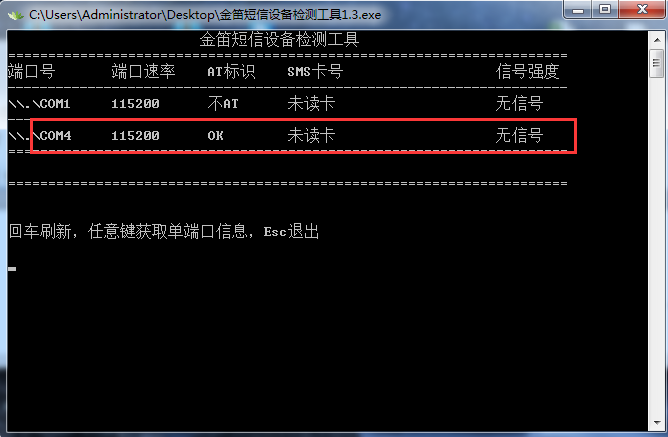 C:\Users\Administrator\Desktop\金笛短信设备检测工具1.3.exe
金笛短信设备检测工具
======================================================================
端口号 端口速率 AT标识 SMS卡号 信号强度
----------------------------------------------------------------------
\\.\COM1 115200 不AT 未读卡 无信号
----------------------------------------------------------------------
\\.\COM4 115200 OK 未读卡 无信号
----------------------------------------------------------------------
======================================================================
回车刷新，任意键获取单端口信息，Esc退出